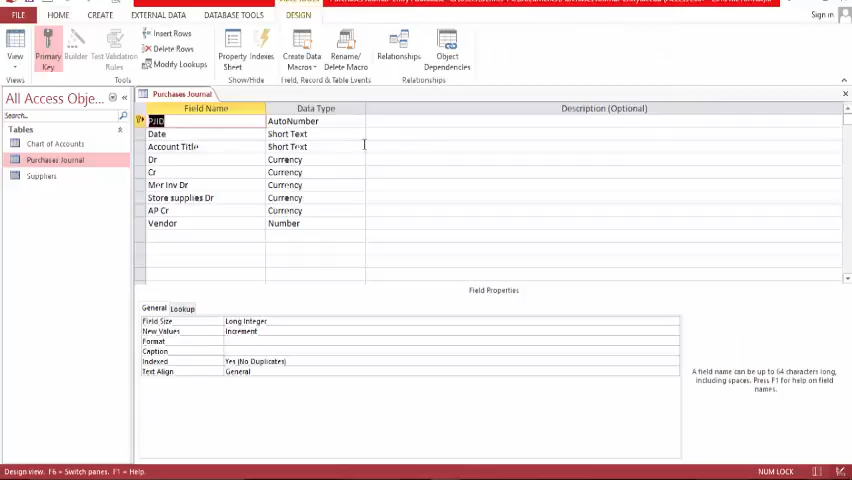 Sign in
FILE HOME CREATE EXTERNAL DATA DATABASE TOOLS DESIGN
View
Primary Key
Builder
Test Validation Rules
Insert Rows
Delete Rows
Modify Lookups
Property Sheet
Indexes
Create Data Macros
Rename/ Delete Macro
Relationships
Object Dependencies
Views Tools Show/Hide Field, Record & Table Events Relationships
All Access Obje...
Search...
Tables
Chart of Accounts
Purchases Journal
Suppliers
Purchases Journal
Field Name Data Type Description (Optional)
PJID AutoNumber
Date Short Text
Account Title Short Text
Dr Currency
Cr Currency
Mer Inv Dr Currency
Store supplies Dr Currency
AP Cr Currency
Vendor Number
Field Properties
General Lookup
Field Size Long Integer
New Values Increment
Format
Caption
Indexed Yes (No Duplicates)
Text Align General
A field name can be up to 64 characters long,
including spaces. Press F1 for help on field
names.
Design view. F6 = Switch panes. F1 = Help. NUM LOCK